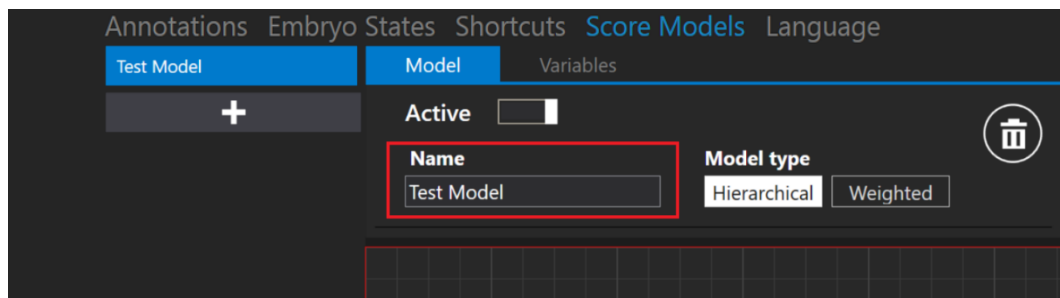 Annotations Embryo States Shortcuts Score Models Language
Test Model
Model Variables
+
Active
Name
Test Model
Model type
Hierarchical Weighted